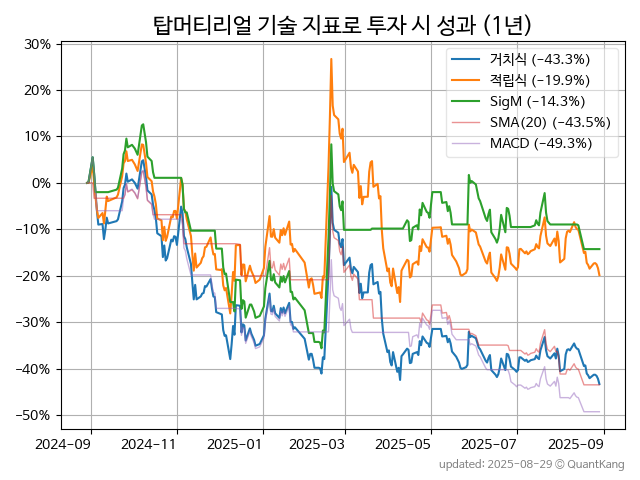 탑머티리얼 기술 지표로 투자 시 성과 (1년)
30%
20%
10%
0%
−10%
−20%
−30%
−40%
−50%
거치식 (−43.3%)
적립식 (−19.9%)
SigM (−14.3%)
SMA(20) (−43.5%)
MACD (−49.3%)
2024-09
2024-11
2025-01
2025-03
2025-05
2025-07
2025-09
updated: 2025-08-29 © QuantKang